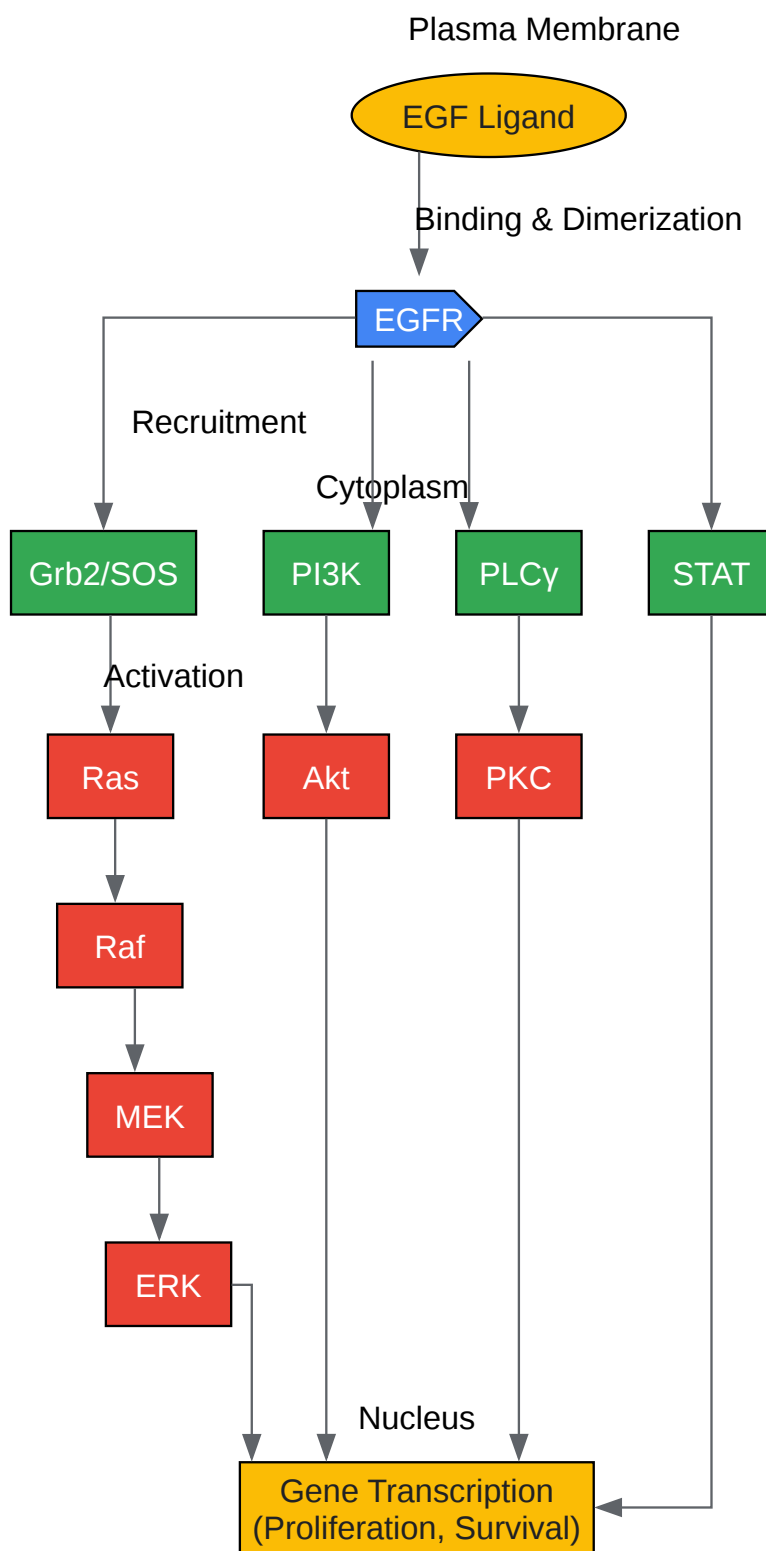 Plasma Membrane
EGF Ligand
Binding & Dimerization
EGFR
Recruitment
Cytoplasm
Grb2/SOS
PI3K
PLCγ
STAT
Activation
Ras
Akt
PKC
Raf
MEK
ERK
Nucleus
Gene Transcription
(Proliferation, Survival)